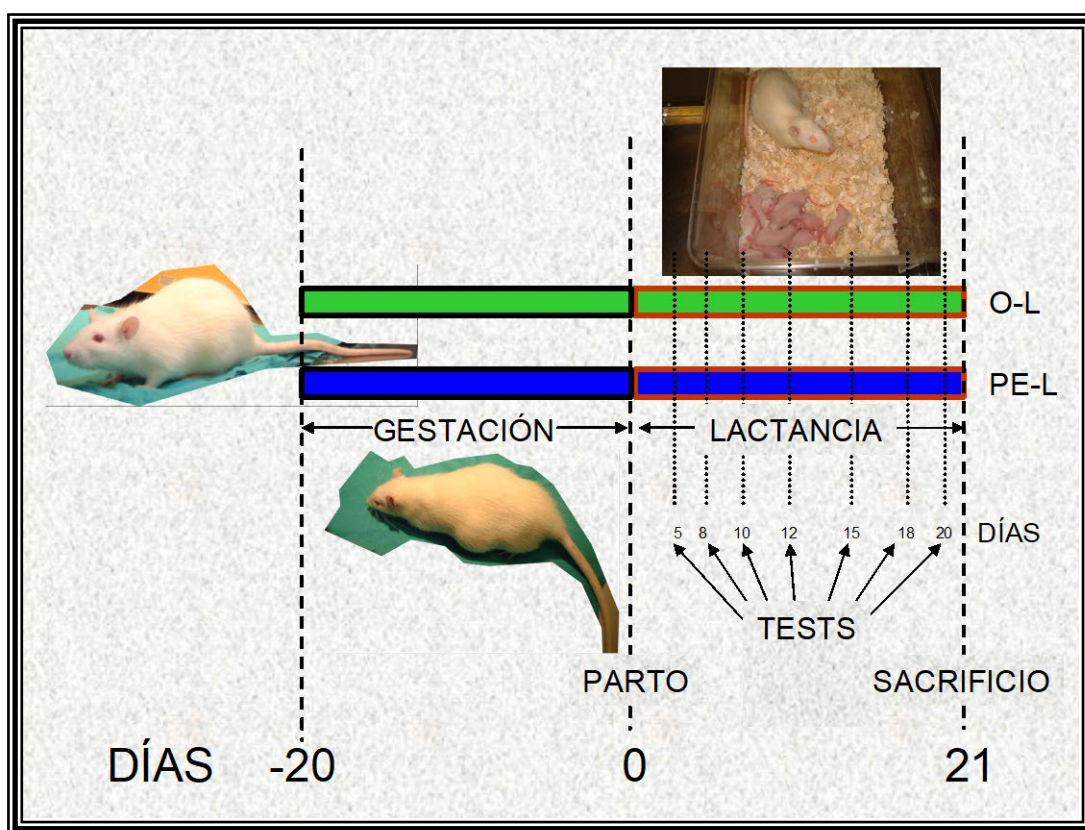 O-L
PE-L
GESTACIÓN
LACTANCIA
5 8 10 12 15 18 20 DÍAS
TESTS
PARTO
SACRIFICIO
DÍAS -20 0 21